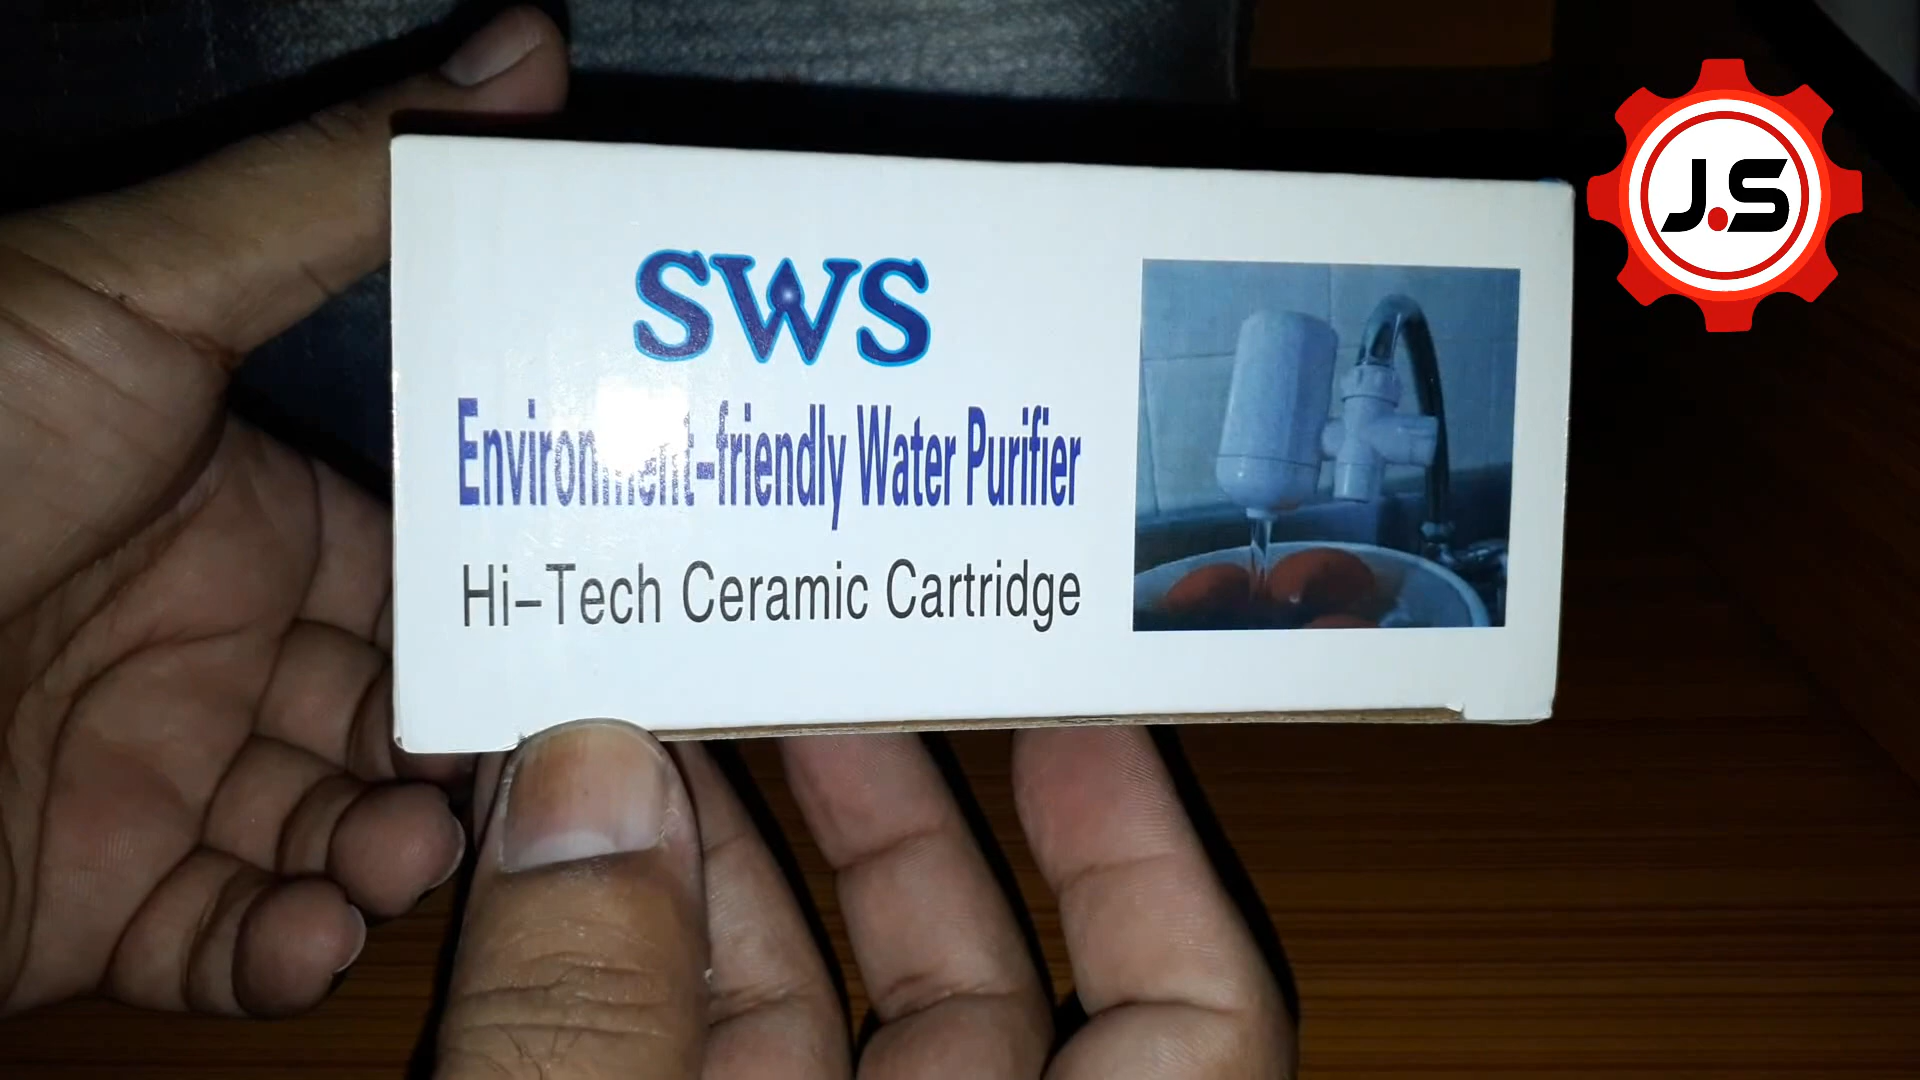 J.S
SWS
Environment-friendly Water Purifier
Hi-Tech Ceramic Cartridge